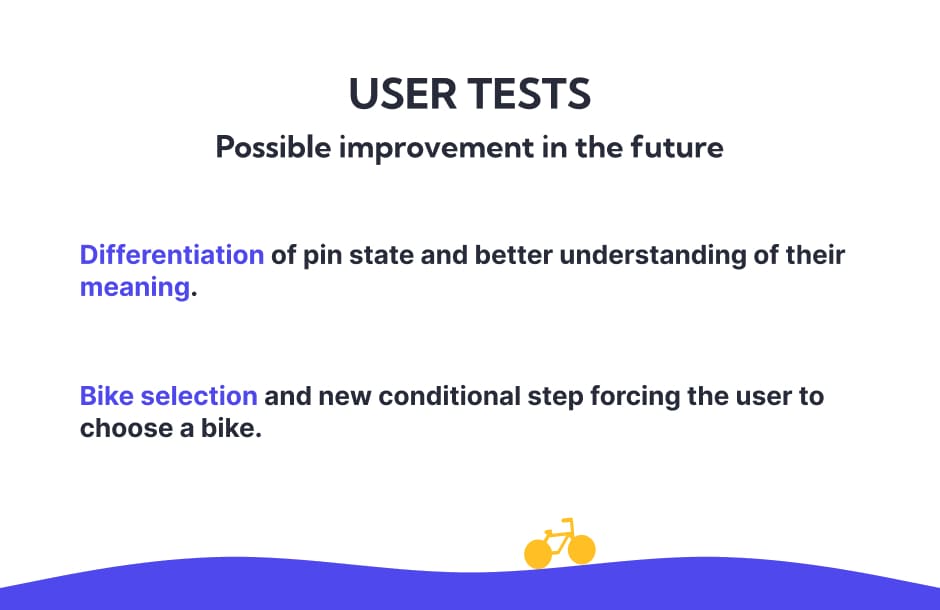 USER TESTS
Possible improvement in the future
Differentiation of pin state and better understanding of their
meaning.
Bike selection and new conditional step forcing the user to
choose a bike.